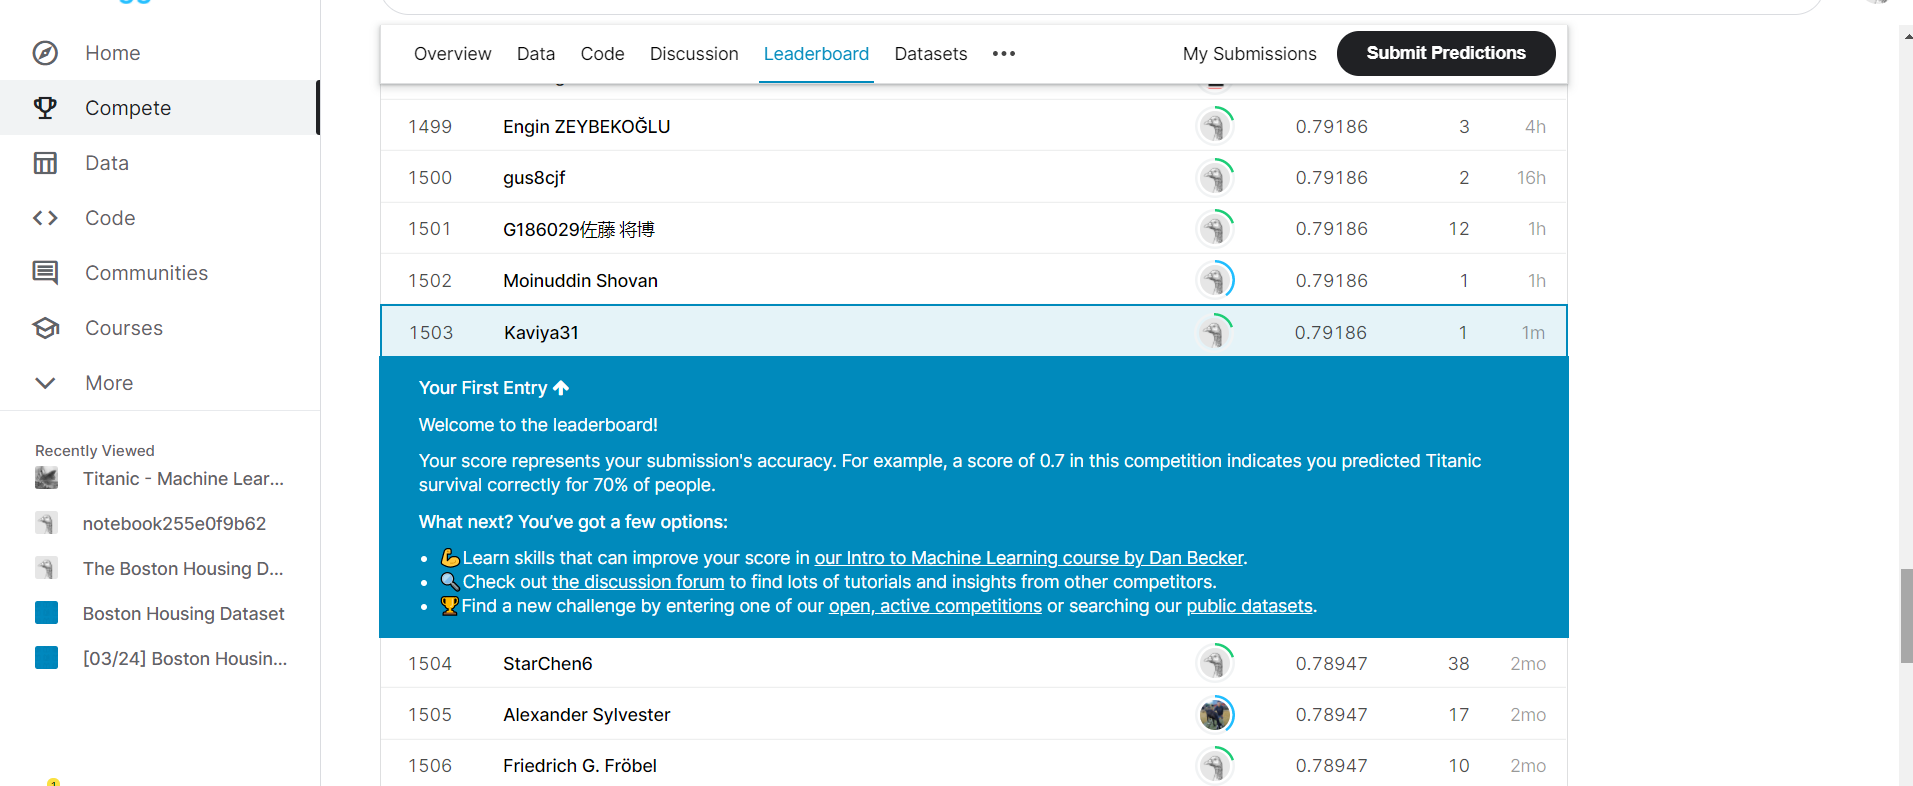 Home
Compete
Data
Code
Communities
Courses
More
Recently Viewed
Titanic - Machine Lear...
notebook255e0f9b62
The Boston Housing D...
Boston Housing Dataset
[03/24] Boston Housin...
Overview Data Code Discussion Leaderboard Datasets ••• My Submissions Submit Predictions
1499 Engin ZEYBEKOĞLU 0.79186 3 4h
1500 gus8cjf 0.79186 2 16h
1501 G186029佐藤 将博 0.79186 12 1h
1502 Moinuddin Shovan 0.79186 1 1h
1503 Kaviya31 0.79186 1 1m
Your First Entry ↑
Welcome to the leaderboard!
Your score represents your submission's accuracy. For example, a score of 0.7 in this competition indicates you predicted Titanic
survival correctly for 70% of people.
What next? You've got a few options:
• 💪Learn skills that can improve your score in our Intro to Machine Learning course by Dan Becker.
• 🔍Check out the discussion forum to find lots of tutorials and insights from other competitors.
• 🏆Find a new challenge by entering one of our open, active competitions or searching our public datasets.
1504 StarChen6 0.78947 38 2mo
1505 Alexander Sylvester 0.78947 17 2mo
1506 Friedrich G. Fröbel 0.78947 10 2mo